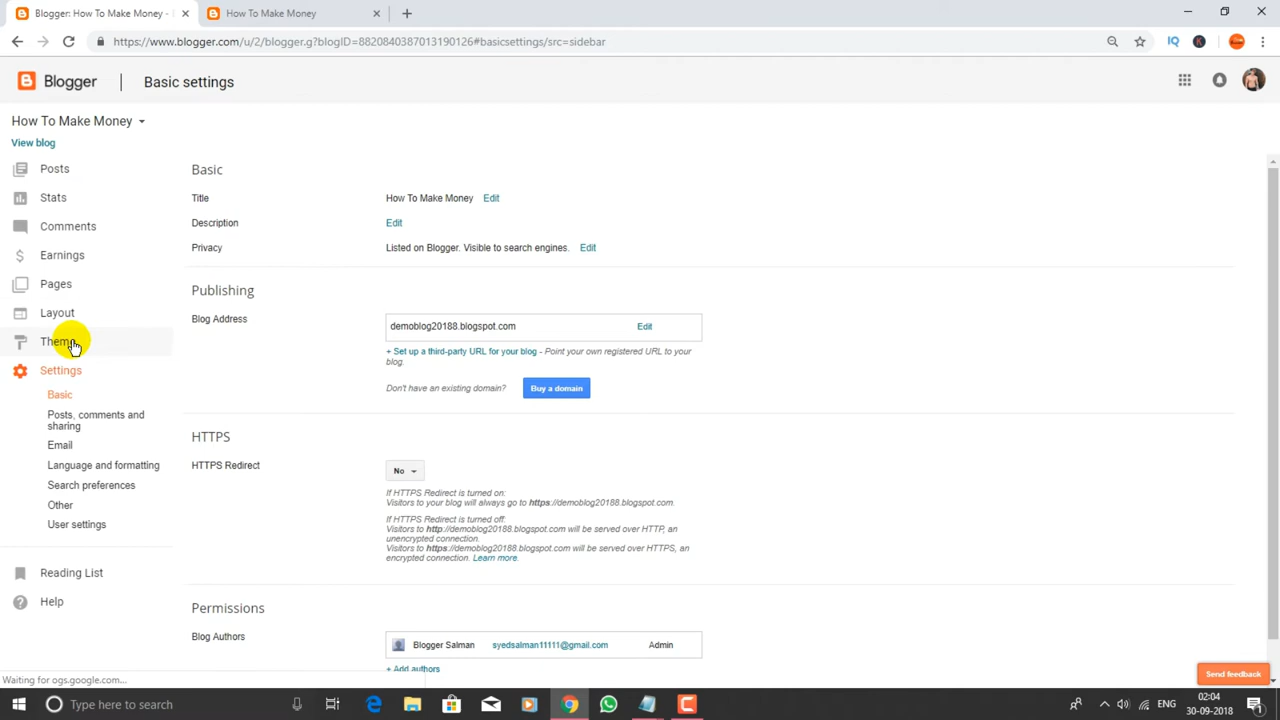 Blogger: How To Make Money -
How To Make Money
https://www.blogger.com/u/2/blogger.g?blogID=8820840387013190126#basicsettings/src=sidebar
IQ
K
Blogger
Basic settings
How To Make Money
View blog
Posts
Stats
Comments
Earnings
Pages
Layout
Theme
Settings
Basic
Posts, comments and
sharing
Email
Language and formatting
Search preferences
Other
User settings
Reading List
Help
Basic
Title
How To Make Money
Edit
Description
Edit
Privacy
Listed on Blogger. Visible to search engines.
Edit
Publishing
Blog Address
demoblog20188.blogspot.com
Edit
+ Set up a third-party URL for your blog - Point your own registered URL to your
blog.
Don't have an existing domain?
Buy a domain
HTTPS
HTTPS Redirect
No
If HTTPS Redirect is turned on:
Visitors to your blog will always go to https://demoblog20188.blogspot.com.
If HTTPS Redirect is turned off:
Visitors to http://demoblog20188.blogspot.com will be served over HTTP, an
unencrypted connection.
Visitors to https://demoblog20188.blogspot.com will be served over HTTPS, an
encrypted connection. Learn more.
Permissions
Blog Authors
Blogger Salman
syedsalman11111@gmail.com
Admin
+ Add authors
Waiting for ogs.google.com...
Send feedback
Type here to search
ENG
02:04
30-09-2018